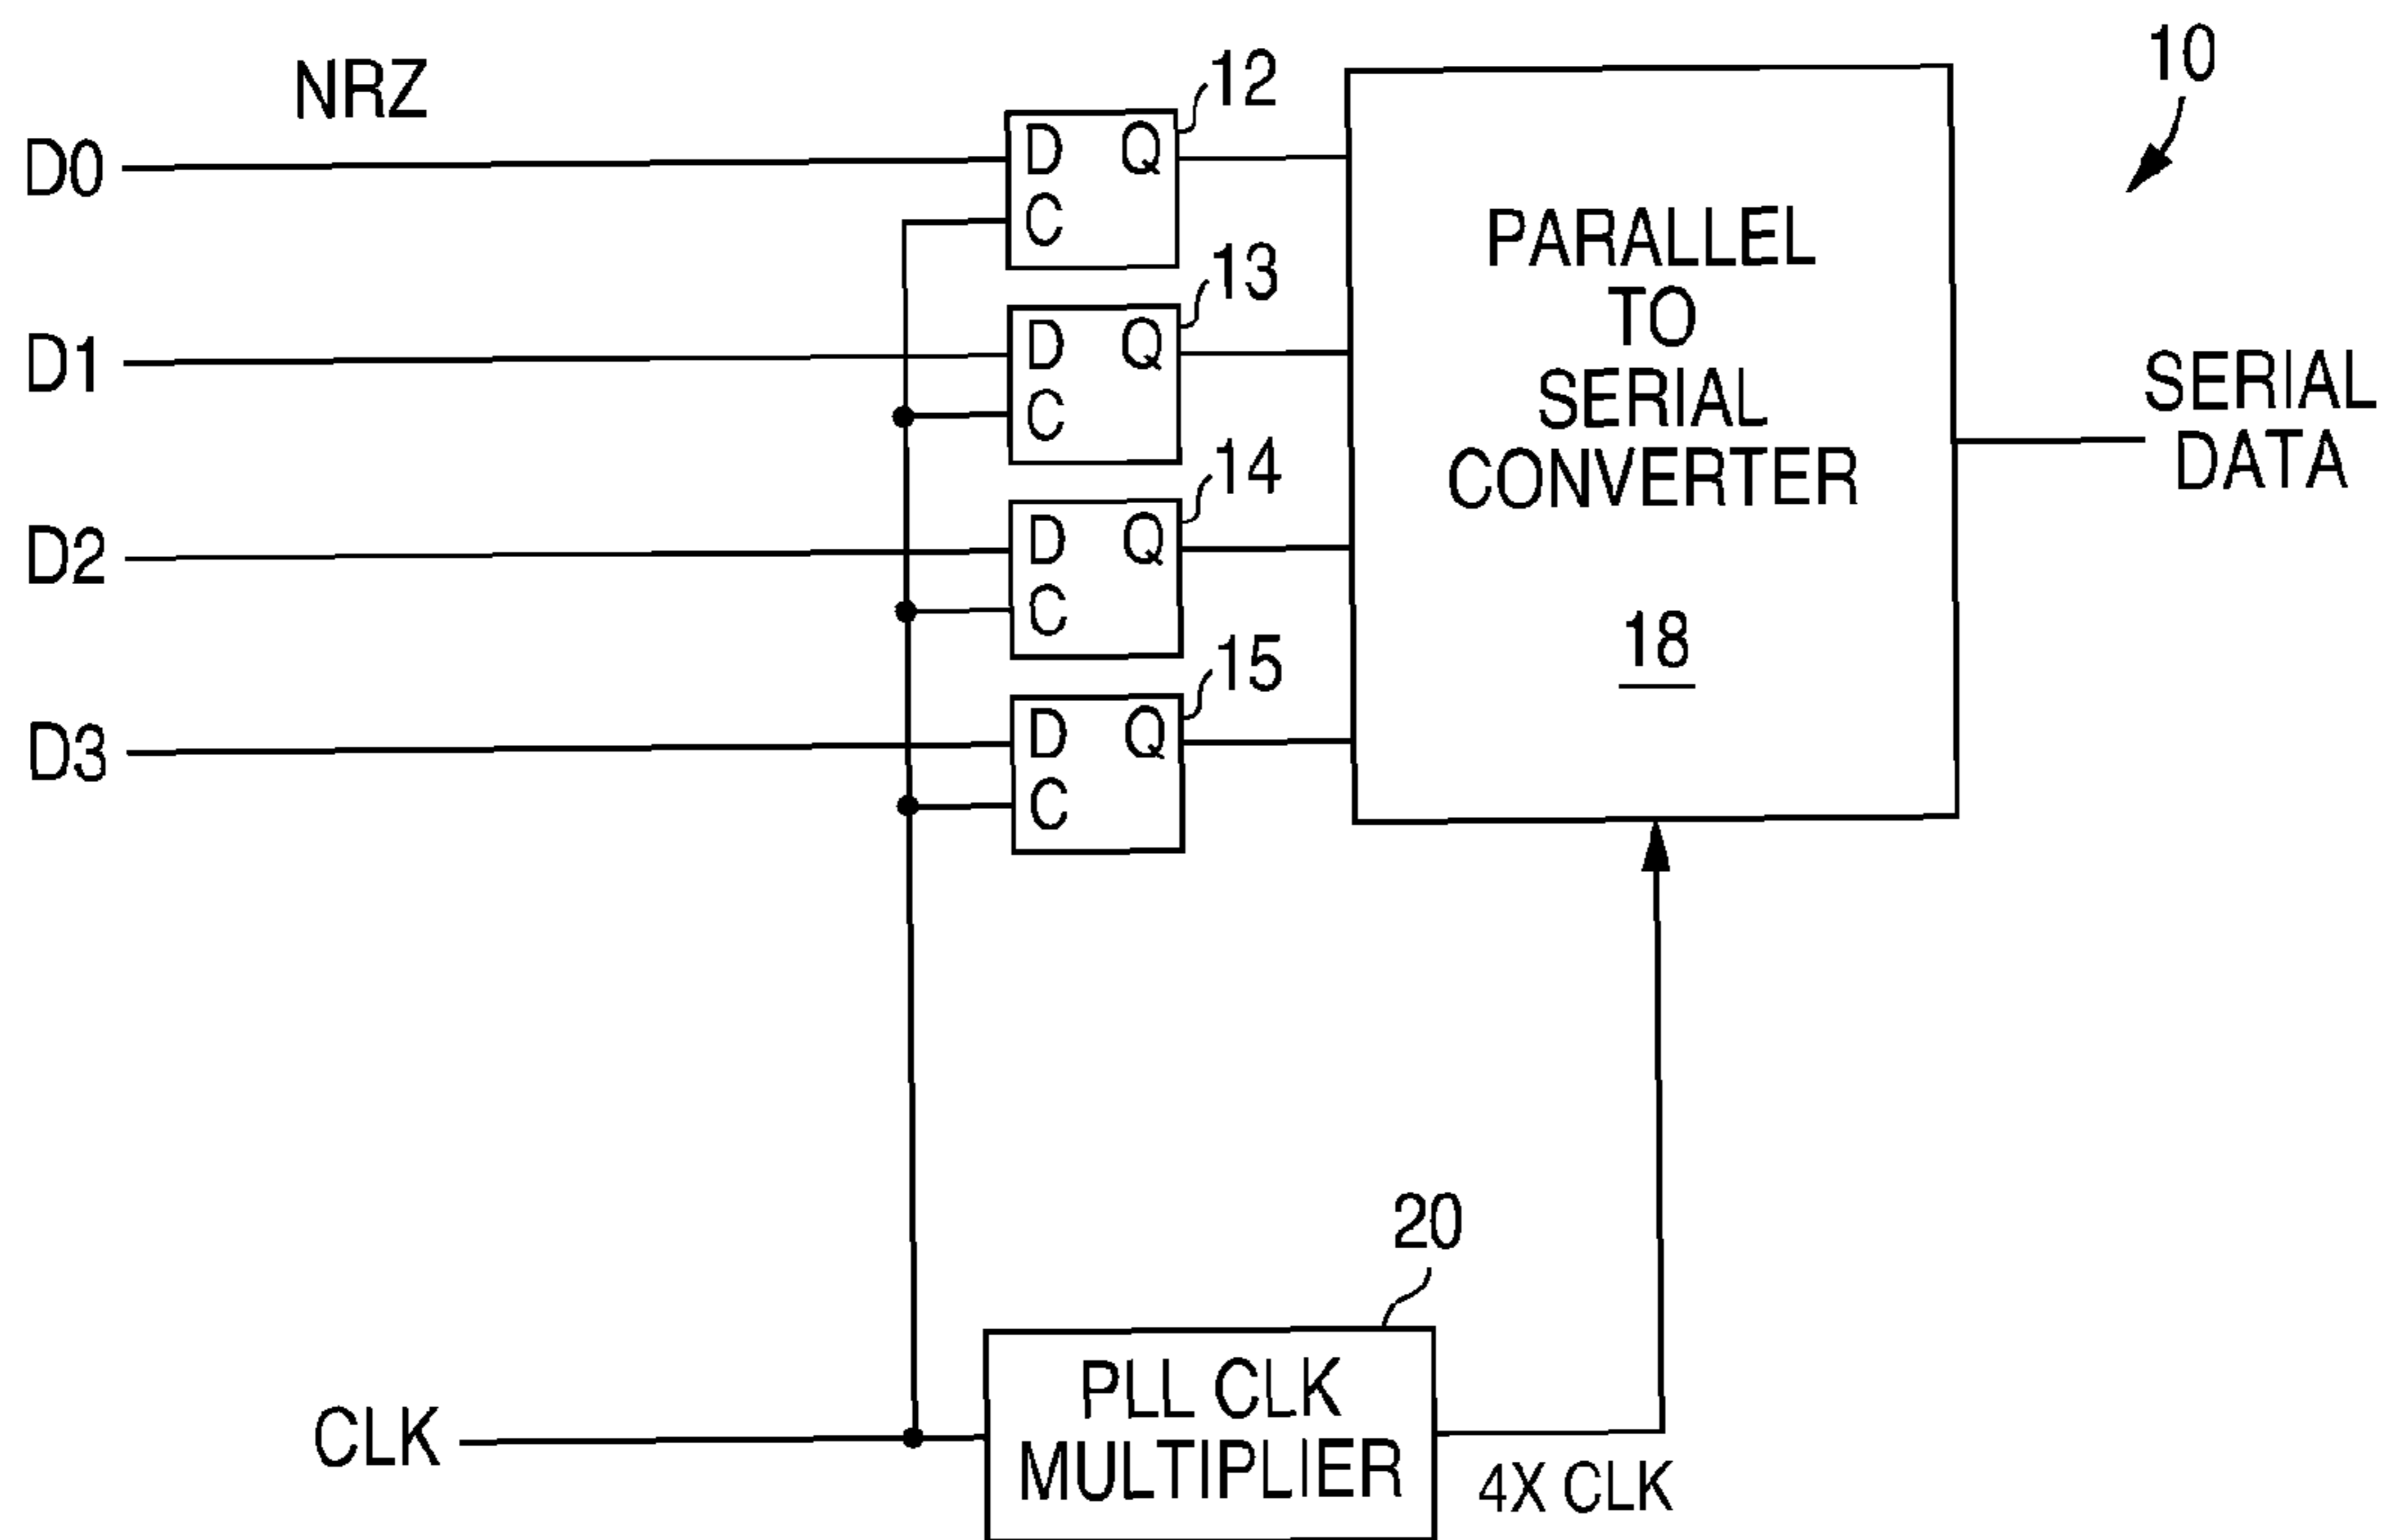 10
NRZ
12
D0
D Q
C
13
D1
D Q
C
14
D2
D Q
C
15
D3
D Q
C
PARALLEL
TO
SERIAL
CONVERTER
18
SERIAL
DATA
20
CLK
PLL CLK
MULTIPLIER
4X CLK